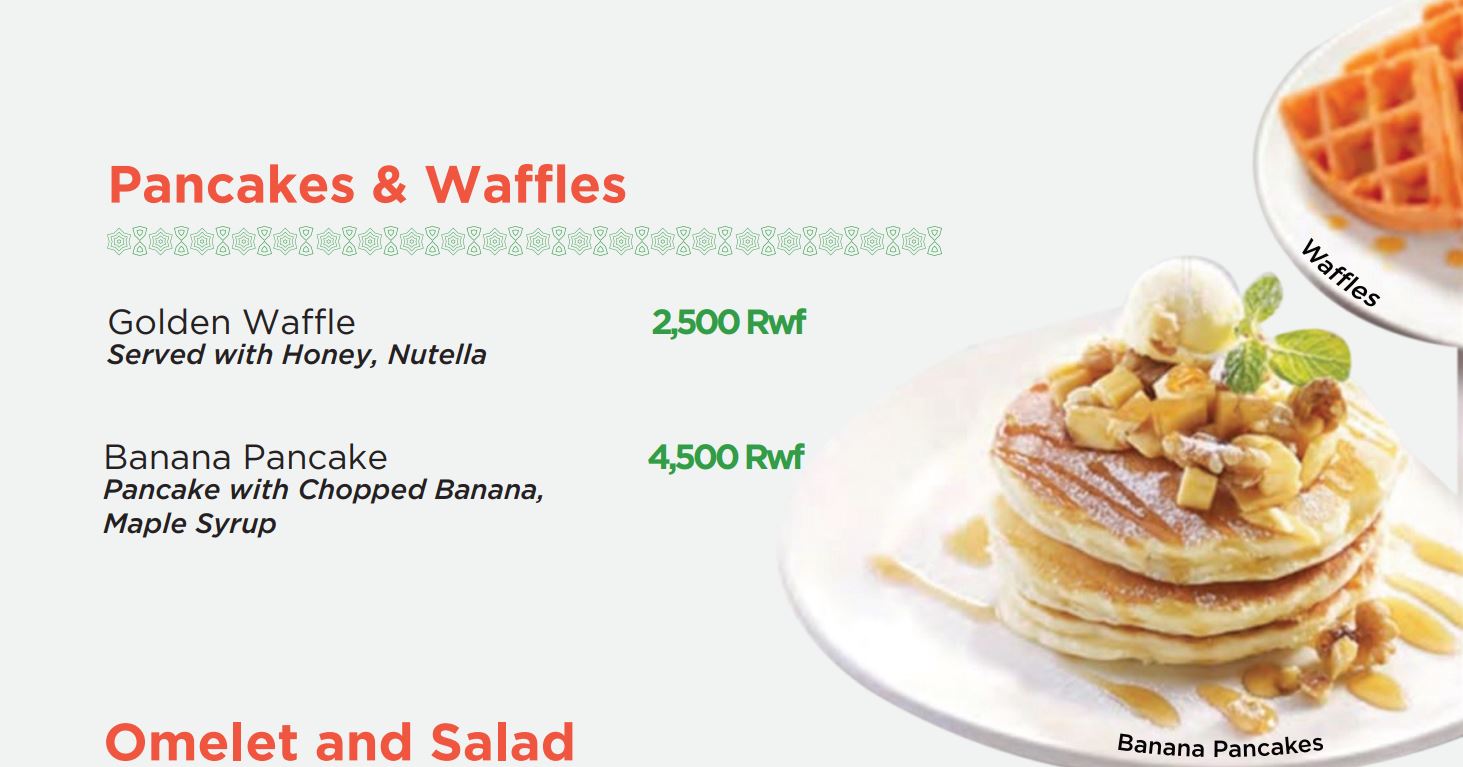 Pancakes & Waffles
Golden Waffle 2,500 Rwf
Served with Honey, Nutella
Banana Pancake 4,500 Rwf
Pancake with Chopped Banana,
Maple Syrup
Omelet and Salad
Waffles
Banana Pancakes